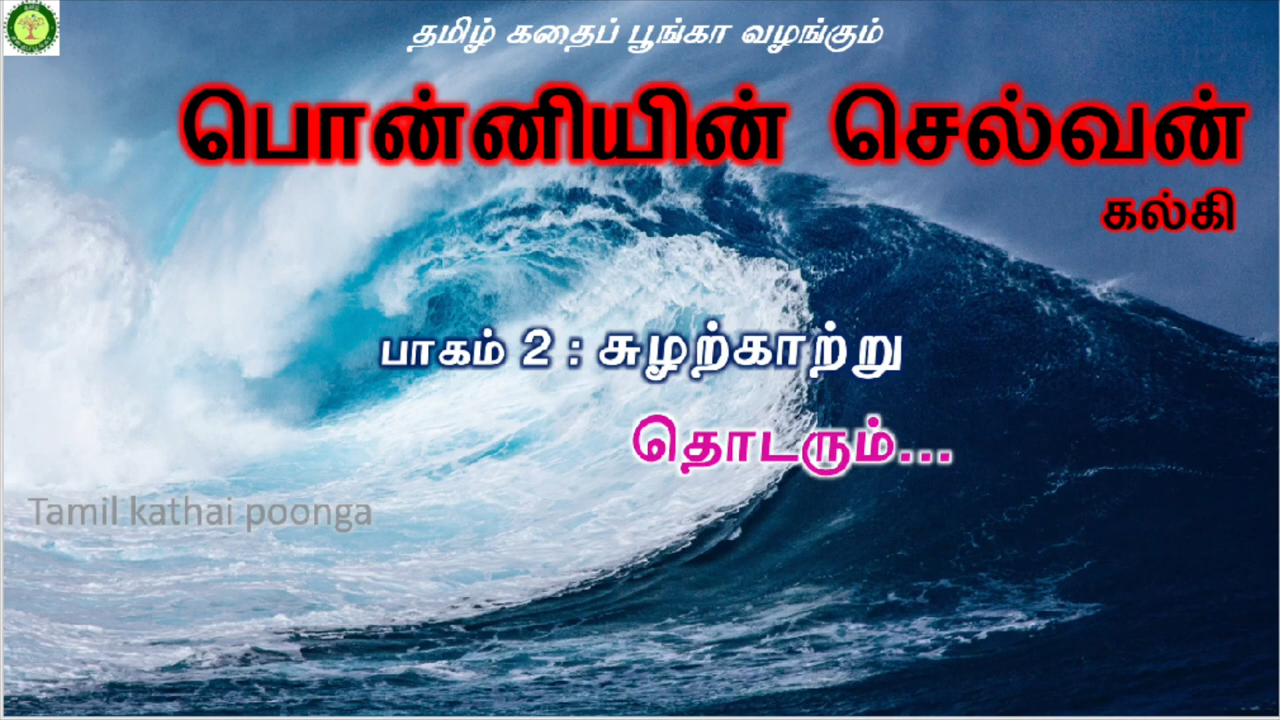 தமிழ் கதைப் பூங்கா வழங்கும்
பொன்னியின் செல்வன்
கல்கி
பாகம் 2 : சுழற்காற்று
தொடரும்...
Tamil kathai poonga